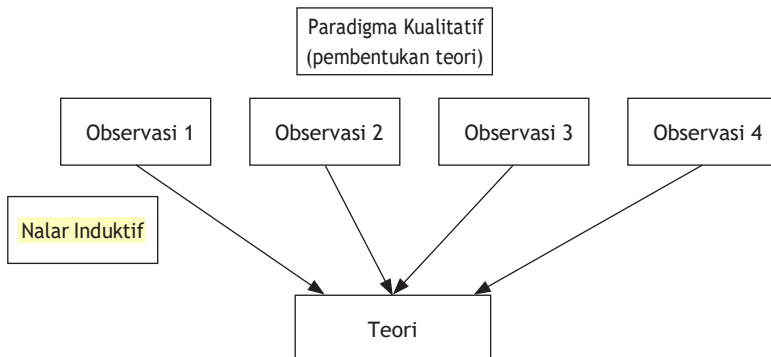 Paradigma Kualitatif
(pembentukan teori)
Observasi 1
Observasi 2
Observasi 3
Observasi 4
Nalar Induktif
Teori